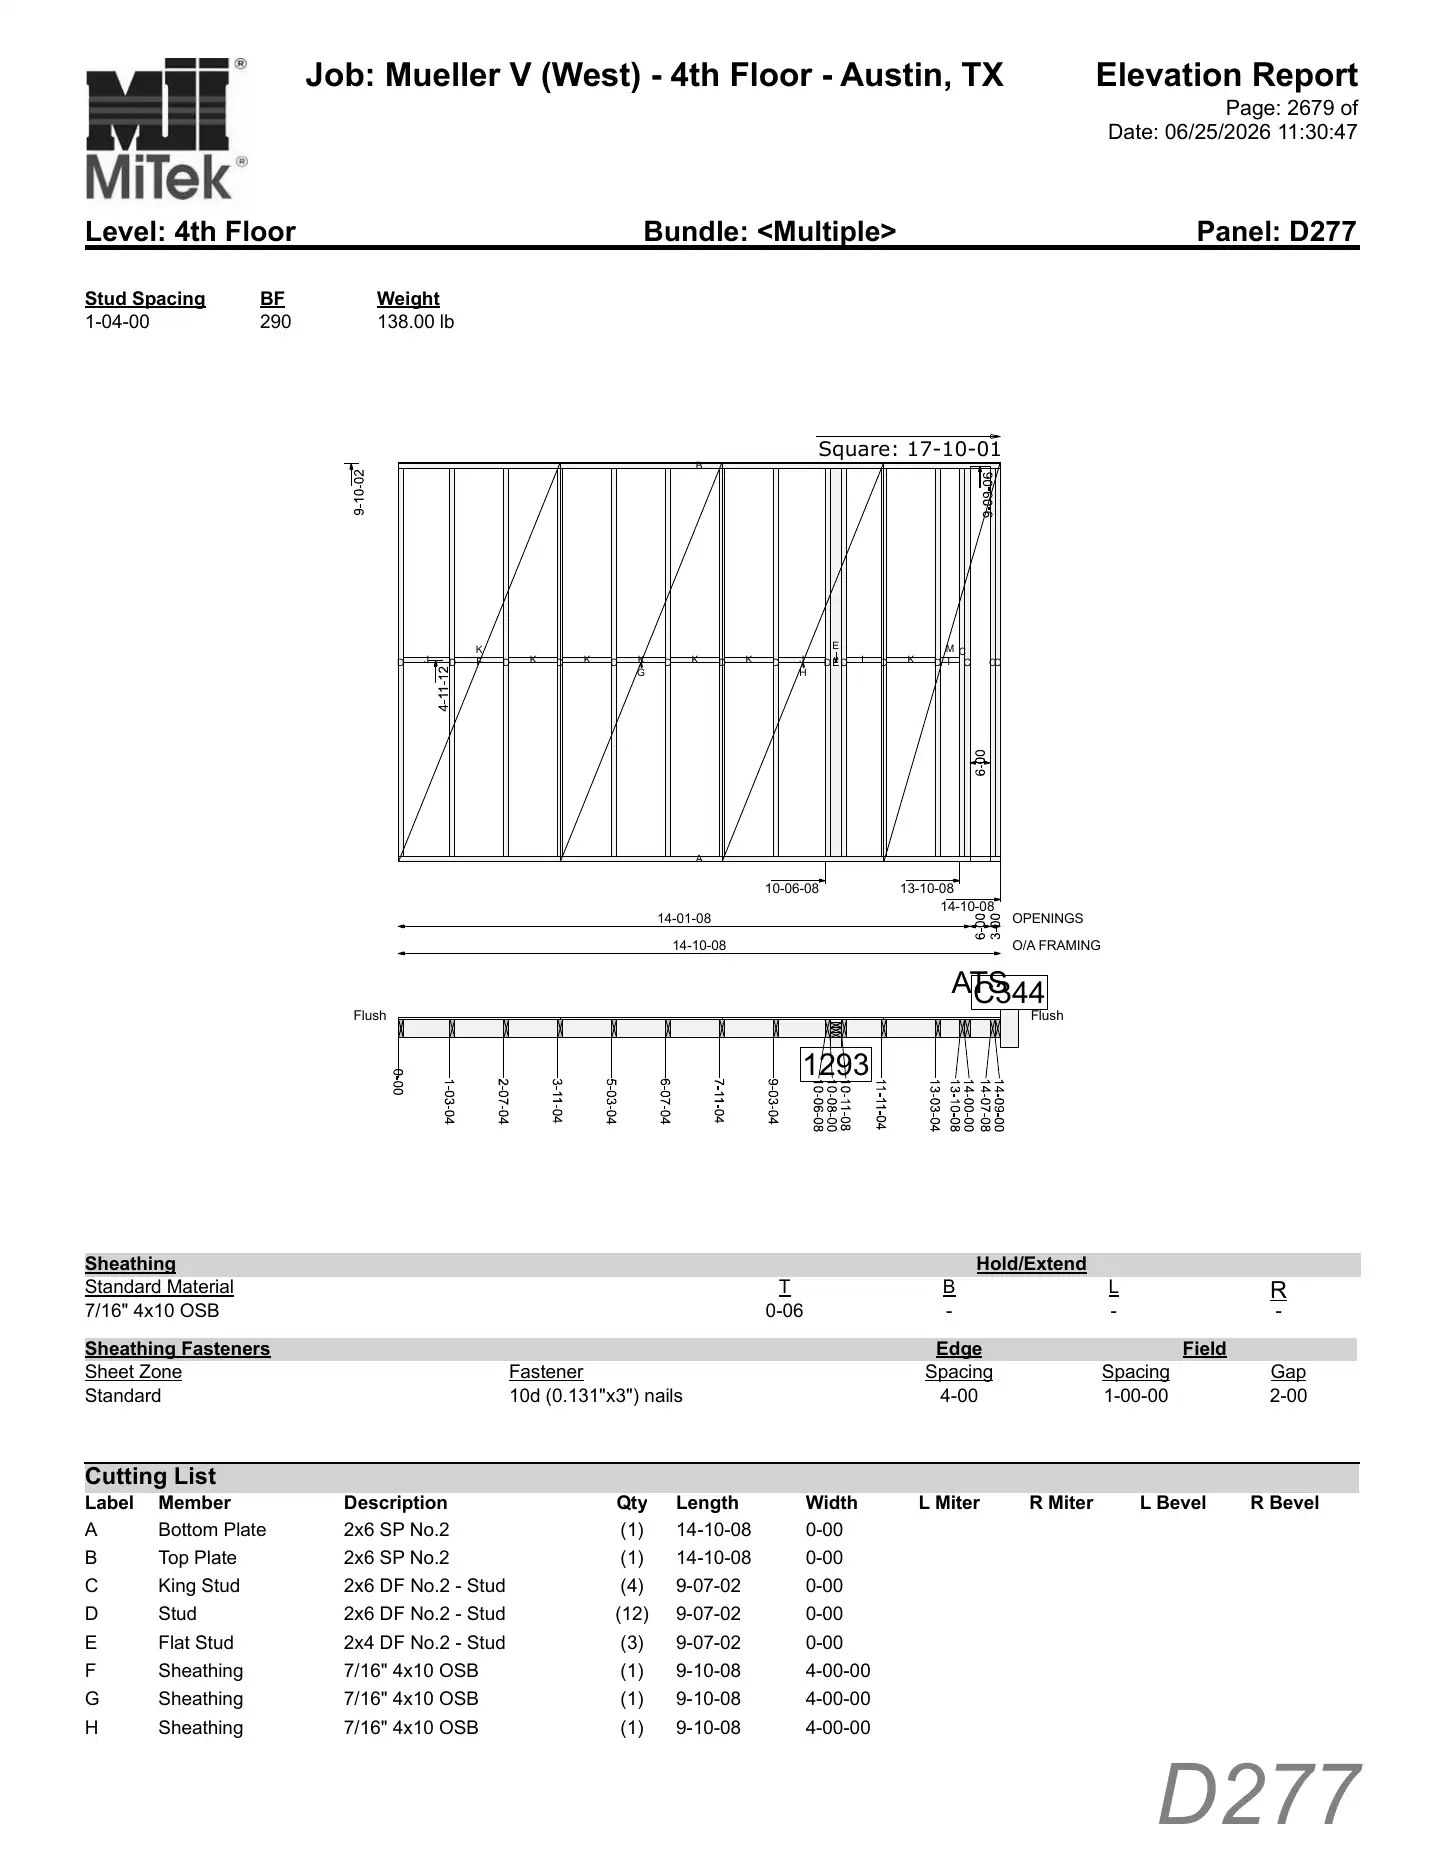 MiTek®
Job: Mueller V (West) - 4th Floor - Austin, TX
Elevation Report
Page: 2679 of
Date: 06/25/2026 11:30:47
Level: 4th Floor Bundle: <Multiple> Panel: D277
Stud Spacing BF Weight
1-04-00 290 138.00 lb
Square: 17-10-01
B
9-10-02
9-09-06
K E M
K K K K K
G H
4-11-12
6-00
A
10-06-08 13-10-08
14-10-08
14-01-08 6-00 3-00 OPENINGS
14-10-08 O/A FRAMING
ATS
C344
Flush Flush
1293
0-00 1-03-04 2-07-04 3-11-04 5-03-04 6-07-04 7-11-04 9-03-04 10-06-08 10-08-00 10-11-08 11-11-04 13-03-04 13-10-08 14-00-00 14-07-08 14-09-00
Sheathing Hold/Extend
Standard Material T B L R
7/16" 4x10 OSB 0-06 - - -
Sheathing Fasteners Edge Field
Sheet Zone Fastener Spacing Spacing Gap
Standard 10d (0.131"x3") nails 4-00 1-00-00 2-00
Cutting List
Label Member Description Qty Length Width L Miter R Miter L Bevel R Bevel
A Bottom Plate 2x6 SP No.2 (1) 14-10-08 0-00
B Top Plate 2x6 SP No.2 (1) 14-10-08 0-00
C King Stud 2x6 DF No.2 - Stud (4) 9-07-02 0-00
D Stud 2x6 DF No.2 - Stud (12) 9-07-02 0-00
E Flat Stud 2x4 DF No.2 - Stud (3) 9-07-02 0-00
F Sheathing 7/16" 4x10 OSB (1) 9-10-08 4-00-00
G Sheathing 7/16" 4x10 OSB (1) 9-10-08 4-00-00
H Sheathing 7/16" 4x10 OSB (1) 9-10-08 4-00-00
D277